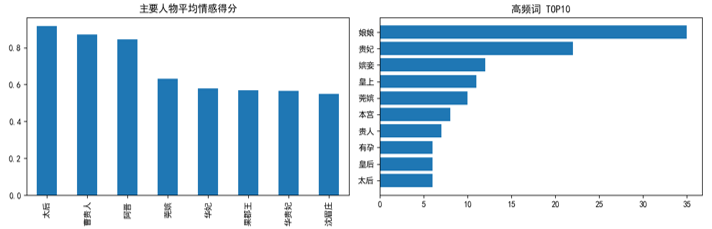 主要人物平均情感得分
0.8
0.6
0.4
0.2
0.0
太后
曹贵人
阿晋
莞嫔
华妃
果郡王
华贵妃
沈眉庄
高频词 TOP10
娘娘
贵妃
嫔妾
皇上
莞嫔
本宫
贵人
有孕
皇后
太后
0
5
10
15
20
25
30
35